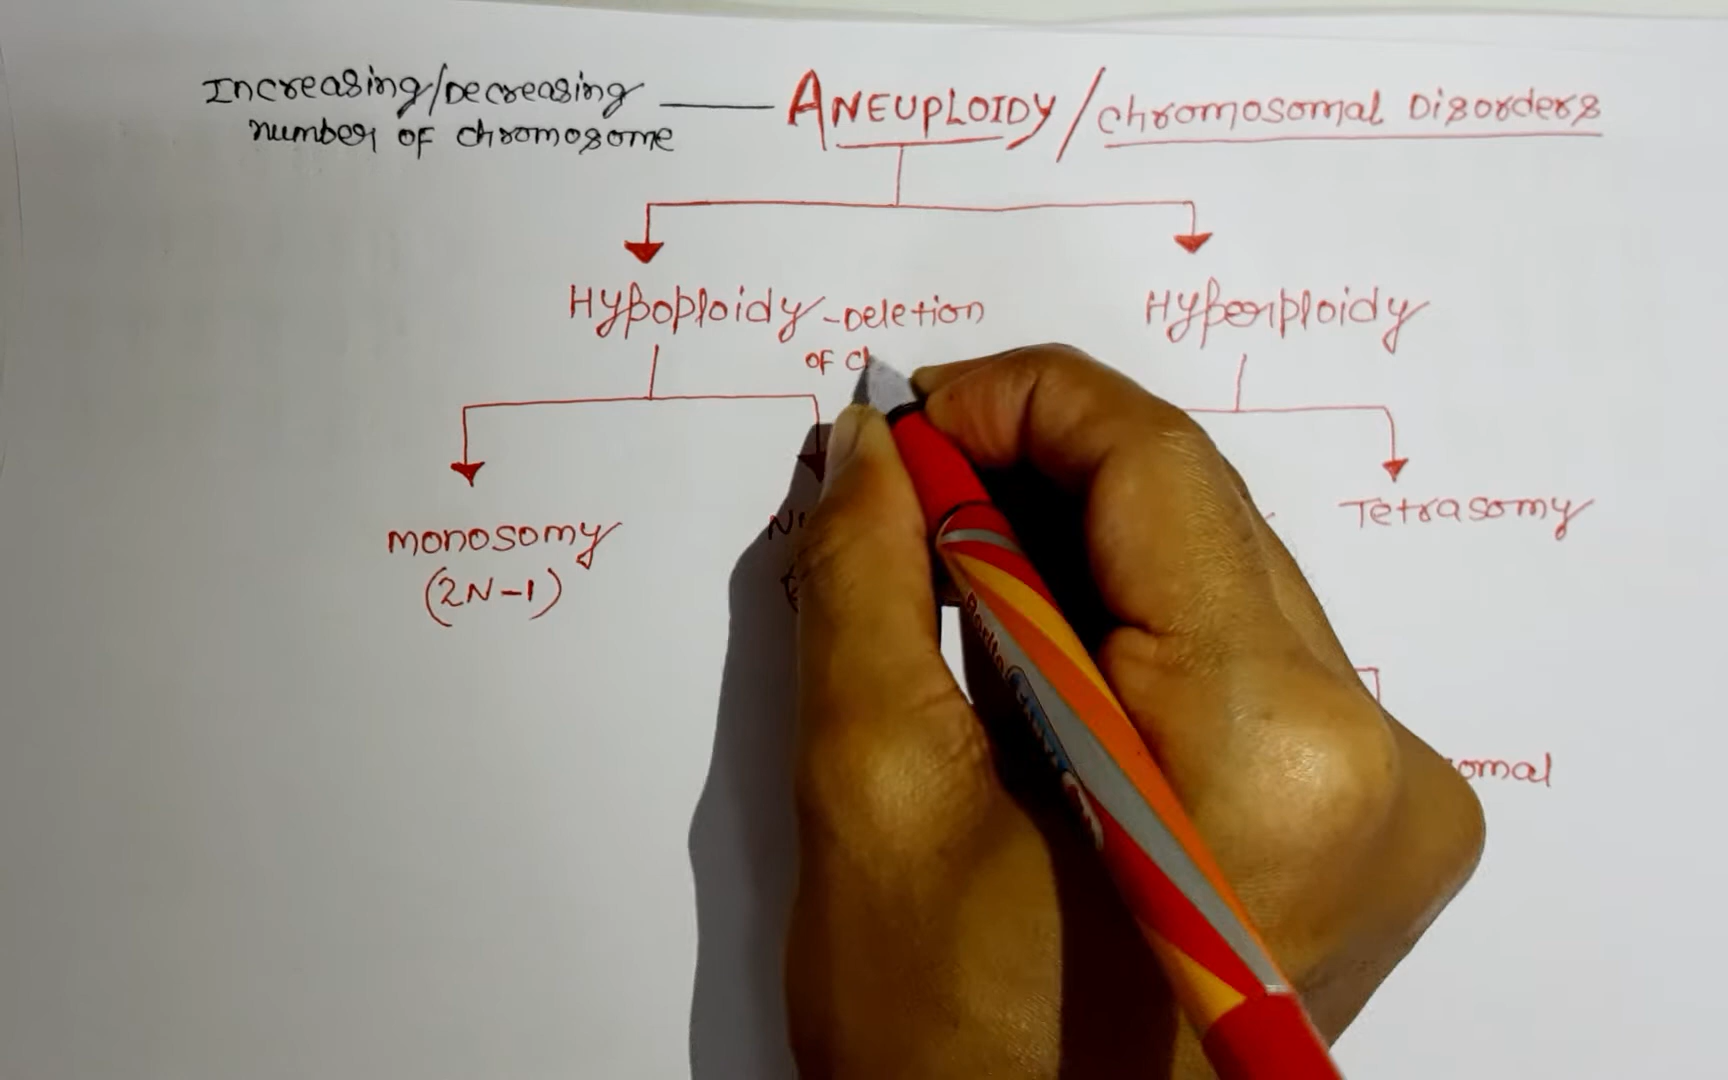 Increasing/Decreasing — ANEUPLOIDY / chromosomal Disorders
number of chromosome
Hypoploidy - Deletion
Hyperploidy
of
Monosomy
Tetrasomy
(2N-1)